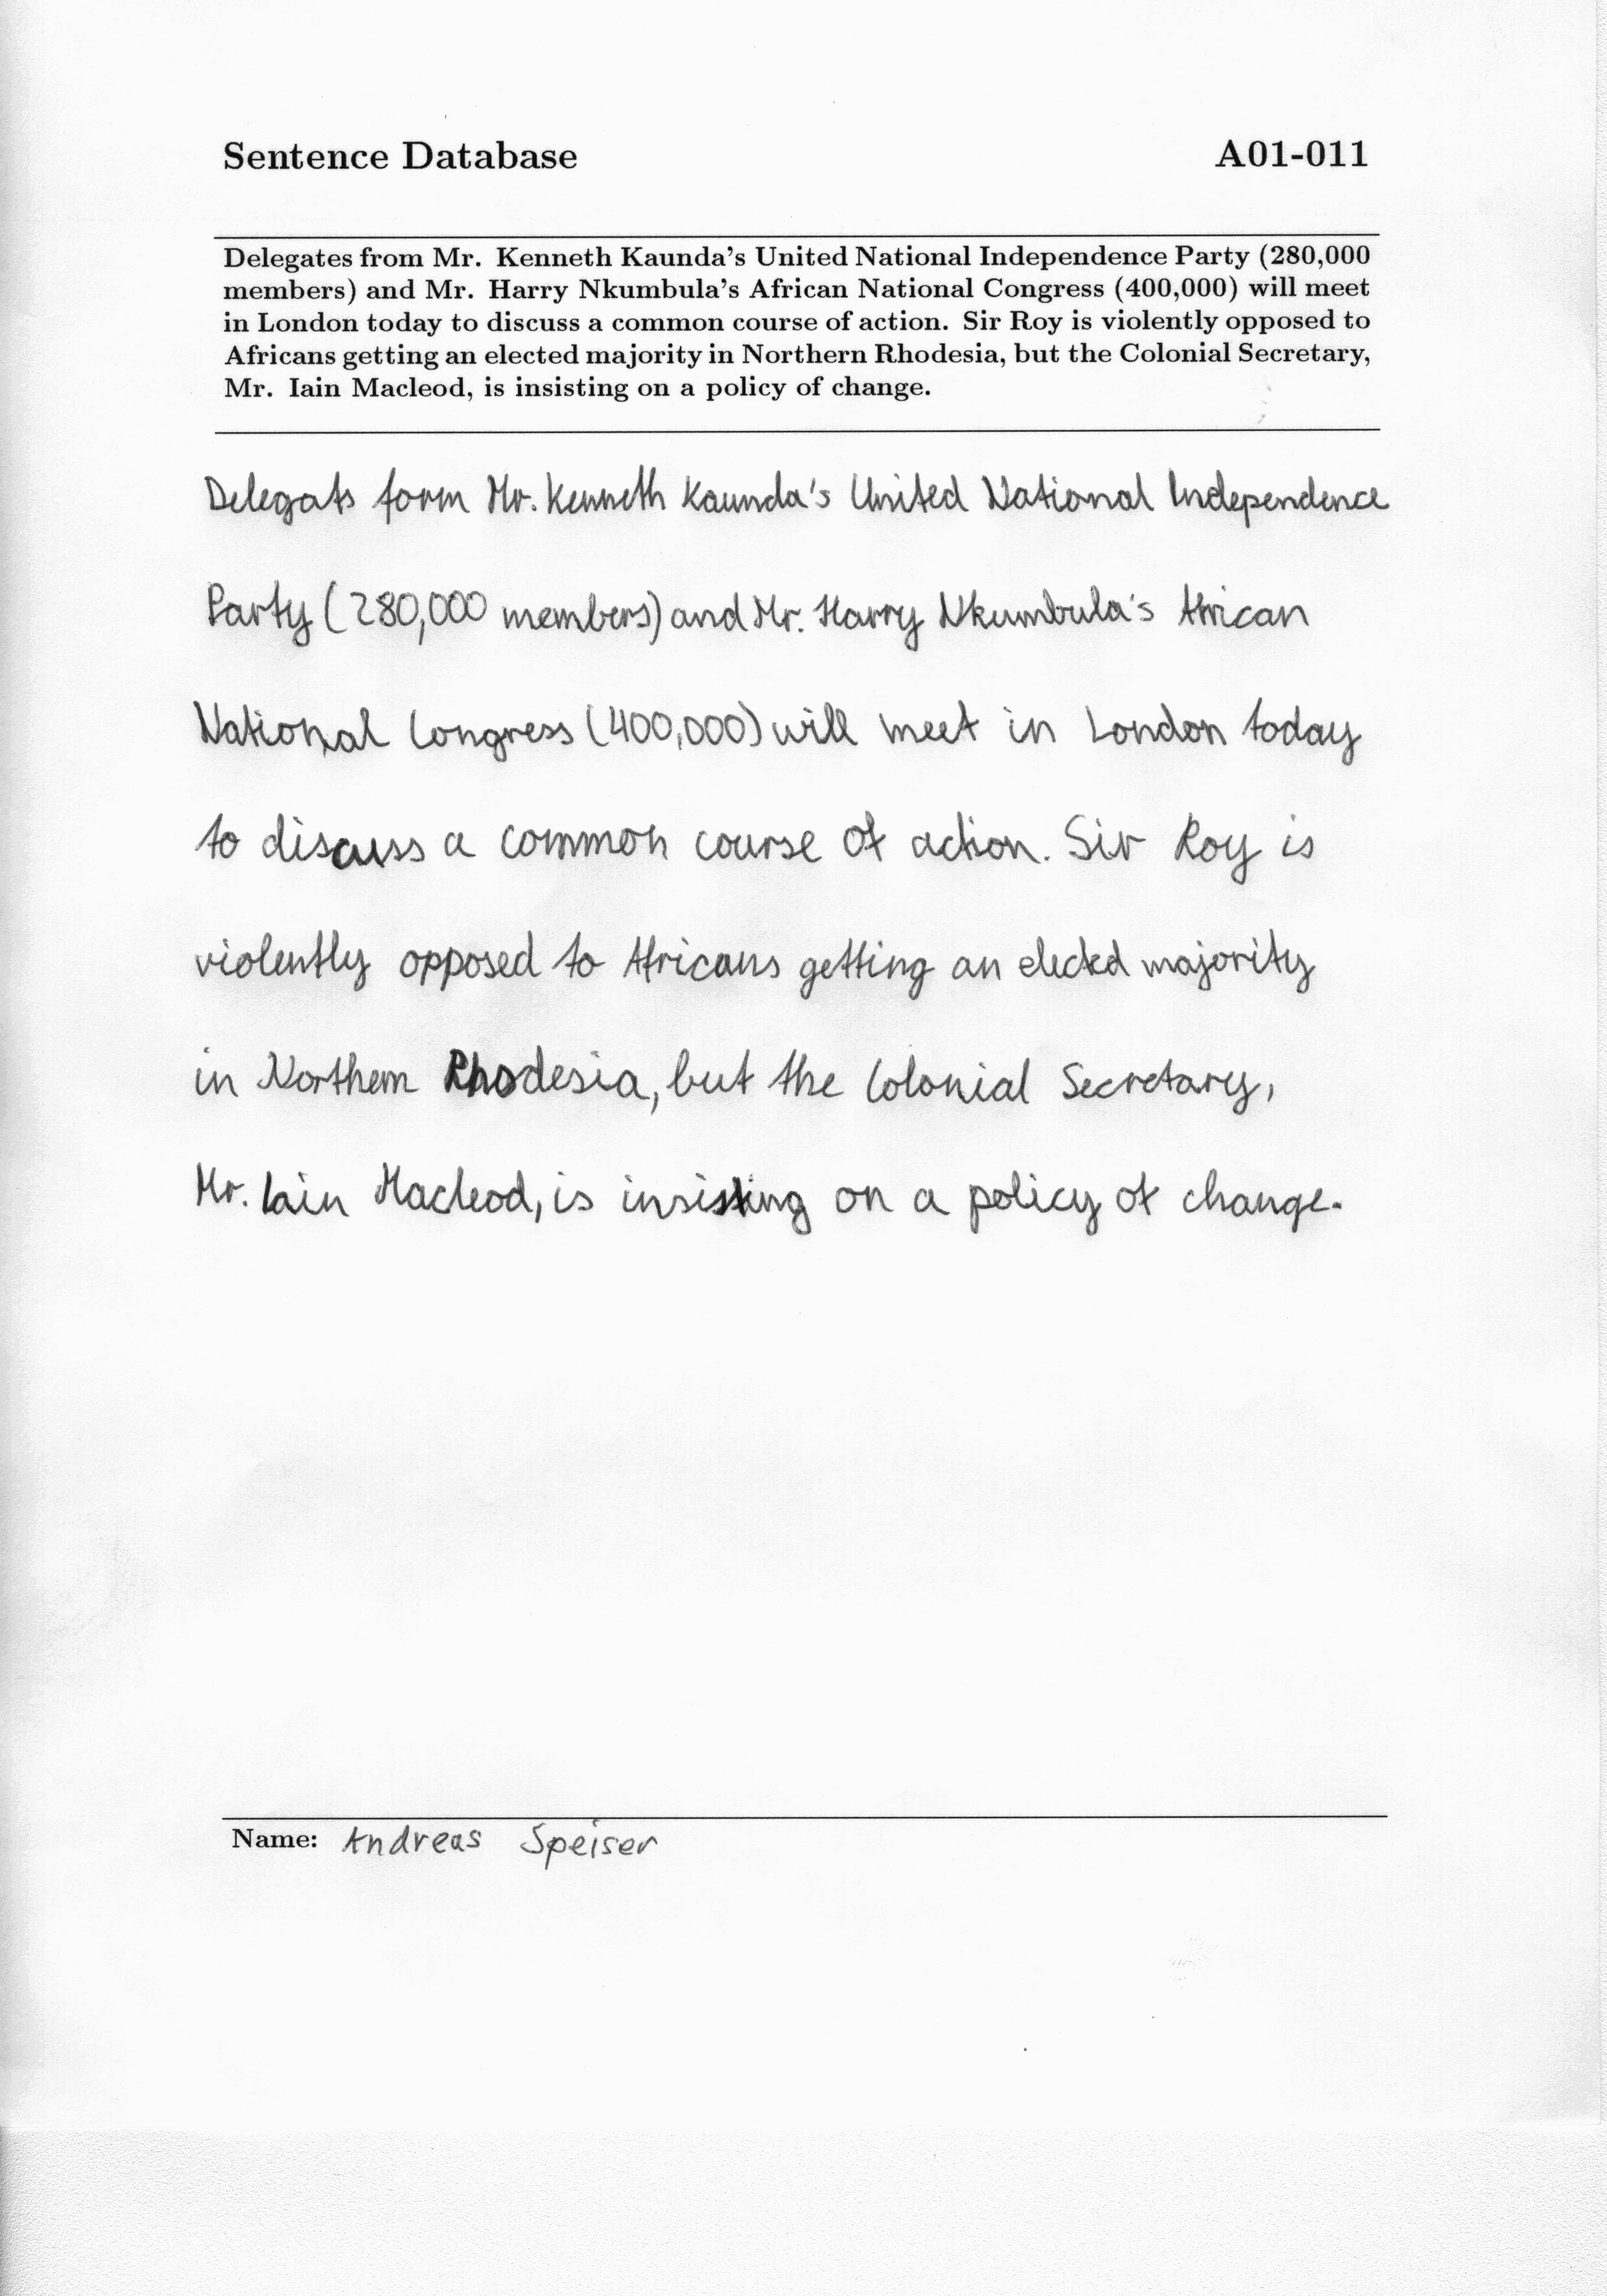 Sentence Database A01-011
Delegates from Mr. Kenneth Kaunda's United National Independence Party (280,000
members) and Mr. Harry Nkumbula's African National Congress (400,000) will meet
in London today to discuss a common course of action. Sir Roy is violently opposed to
Africans getting an elected majority in Northern Rhodesia, but the Colonial Secretary,
Mr. Iain Macleod, is insisting on a policy of change.
Delegats form Mr. Kenneth Kaunda's United National Independence
Party (280,000 members) and Mr. Harry Nkumbula's African
National Congress (400,000) will meet in London today
to discuss a common course of action. Sir Roy is
violently opposed to Africans getting an elected majority
in Northern Rhodesia, but the Colonial Secretary,
Mr. Iain Macleod, is insisting on a policy of change.
Name: Andreas Speiser